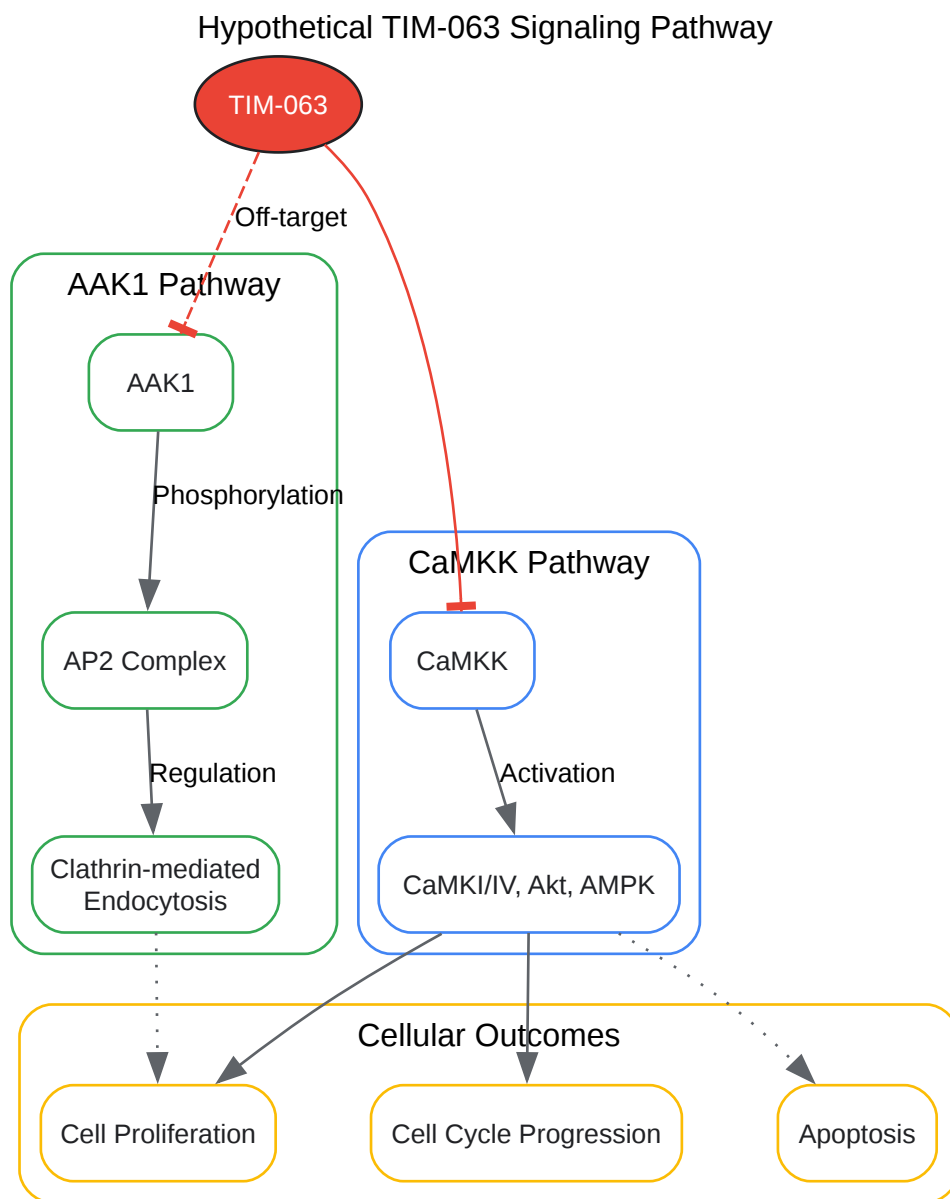 Hypothetical TIM-063 Signaling Pathway
TIM-063
Off-target
AAK1 Pathway
AAK1
Phosphorylation
CaMKK Pathway
AP2 Complex
CaMKK
Regulation
Activation
Clathrin-mediated
Endocytosis
CaMKI/IV, Akt, AMPK
Cellular Outcomes
Cell Proliferation
Cell Cycle Progression
Apoptosis